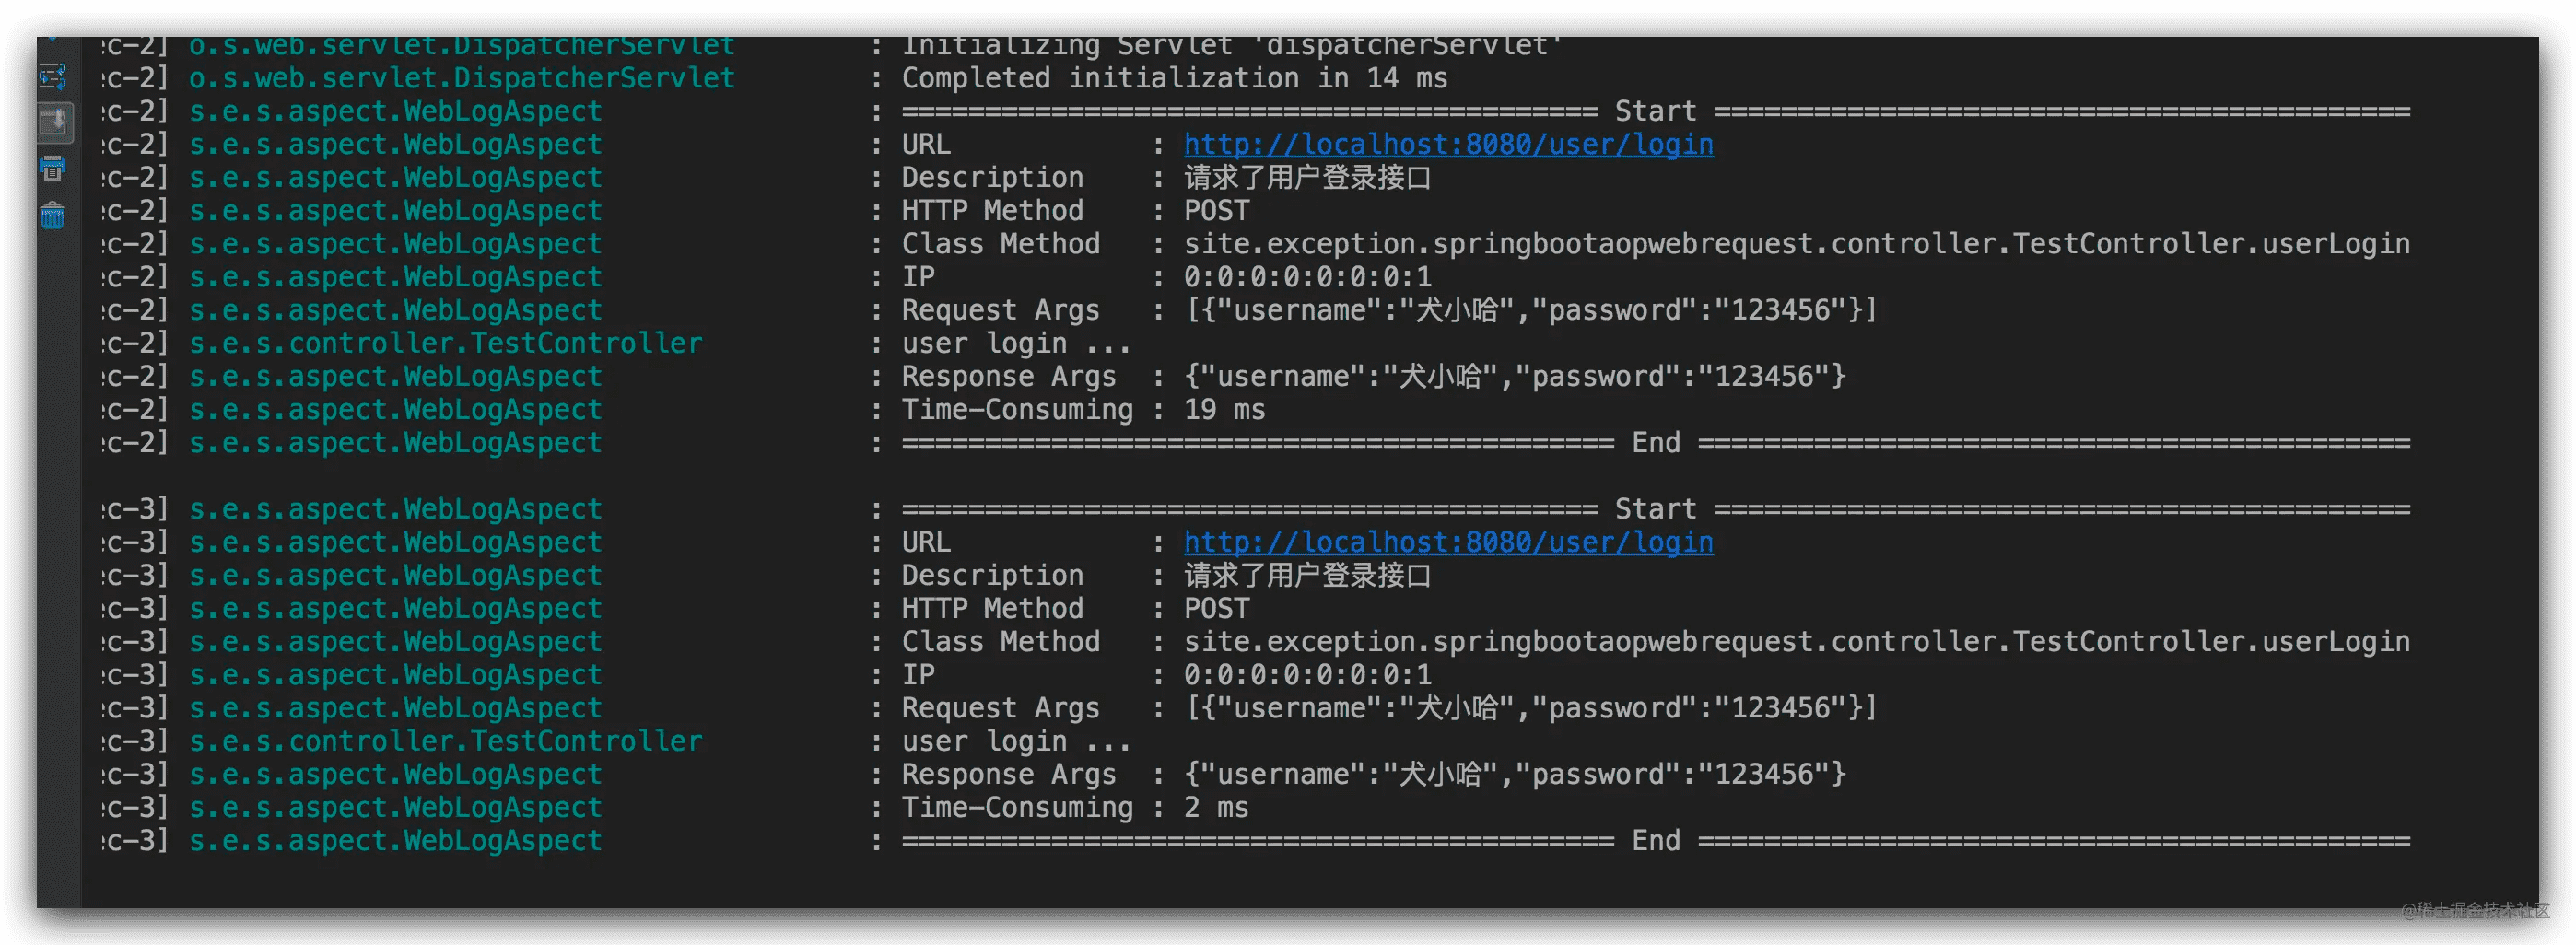 :c-2] o.s.web.servlet.DispatcherServlet : Initializing Servlet 'dispatcherServlet'
:c-2] o.s.web.servlet.DispatcherServlet : Completed initialization in 14 ms
:c-2] s.e.s.aspect.WebLogAspect : ========================================== Start ==========================================
:c-2] s.e.s.aspect.WebLogAspect : URL : http://localhost:8080/user/login
:c-2] s.e.s.aspect.WebLogAspect : Description : 请求了用户登录接口
:c-2] s.e.s.aspect.WebLogAspect : HTTP Method : POST
:c-2] s.e.s.aspect.WebLogAspect : Class Method : site.exception.springbootaopwebrequest.controller.TestController.userLogin
:c-2] s.e.s.aspect.WebLogAspect : IP : 0:0:0:0:0:0:0:1
:c-2] s.e.s.aspect.WebLogAspect : Request Args : [{"username":"犬小哈","password":"123456"}]
:c-2] s.e.s.controller.TestController : user login ...
:c-2] s.e.s.aspect.WebLogAspect : Response Args : {"username":"犬小哈","password":"123456"}
:c-2] s.e.s.aspect.WebLogAspect : Time-Consuming : 19 ms
:c-2] s.e.s.aspect.WebLogAspect : =========================================== End ===========================================
:c-3] s.e.s.aspect.WebLogAspect : ========================================== Start ==========================================
:c-3] s.e.s.aspect.WebLogAspect : URL : http://localhost:8080/user/login
:c-3] s.e.s.aspect.WebLogAspect : Description : 请求了用户登录接口
:c-3] s.e.s.aspect.WebLogAspect : HTTP Method : POST
:c-3] s.e.s.aspect.WebLogAspect : Class Method : site.exception.springbootaopwebrequest.controller.TestController.userLogin
:c-3] s.e.s.aspect.WebLogAspect : IP : 0:0:0:0:0:0:0:1
:c-3] s.e.s.aspect.WebLogAspect : Request Args : [{"username":"犬小哈","password":"123456"}]
:c-3] s.e.s.controller.TestController : user login ...
:c-3] s.e.s.aspect.WebLogAspect : Response Args : {"username":"犬小哈","password":"123456"}
:c-3] s.e.s.aspect.WebLogAspect : Time-Consuming : 2 ms
:c-3] s.e.s.aspect.WebLogAspect : =========================================== End ===========================================
@稀土掘金技术社区